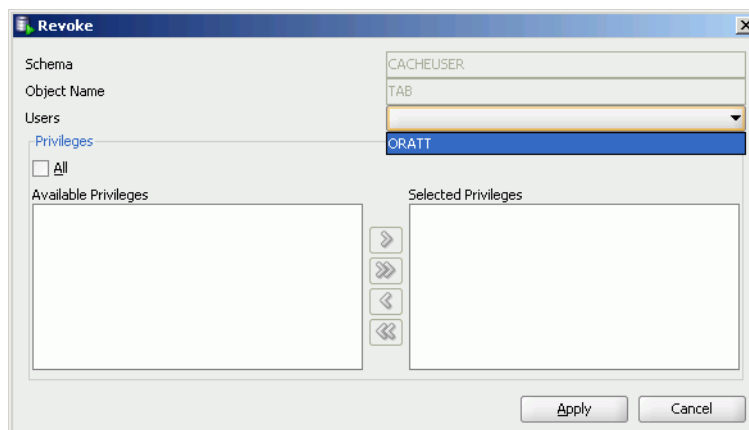 Revoke
Schema CACHEUSER
Object Name TAB
Users
ORATT
Privileges
All
Available Privileges Selected Privileges
Apply Cancel